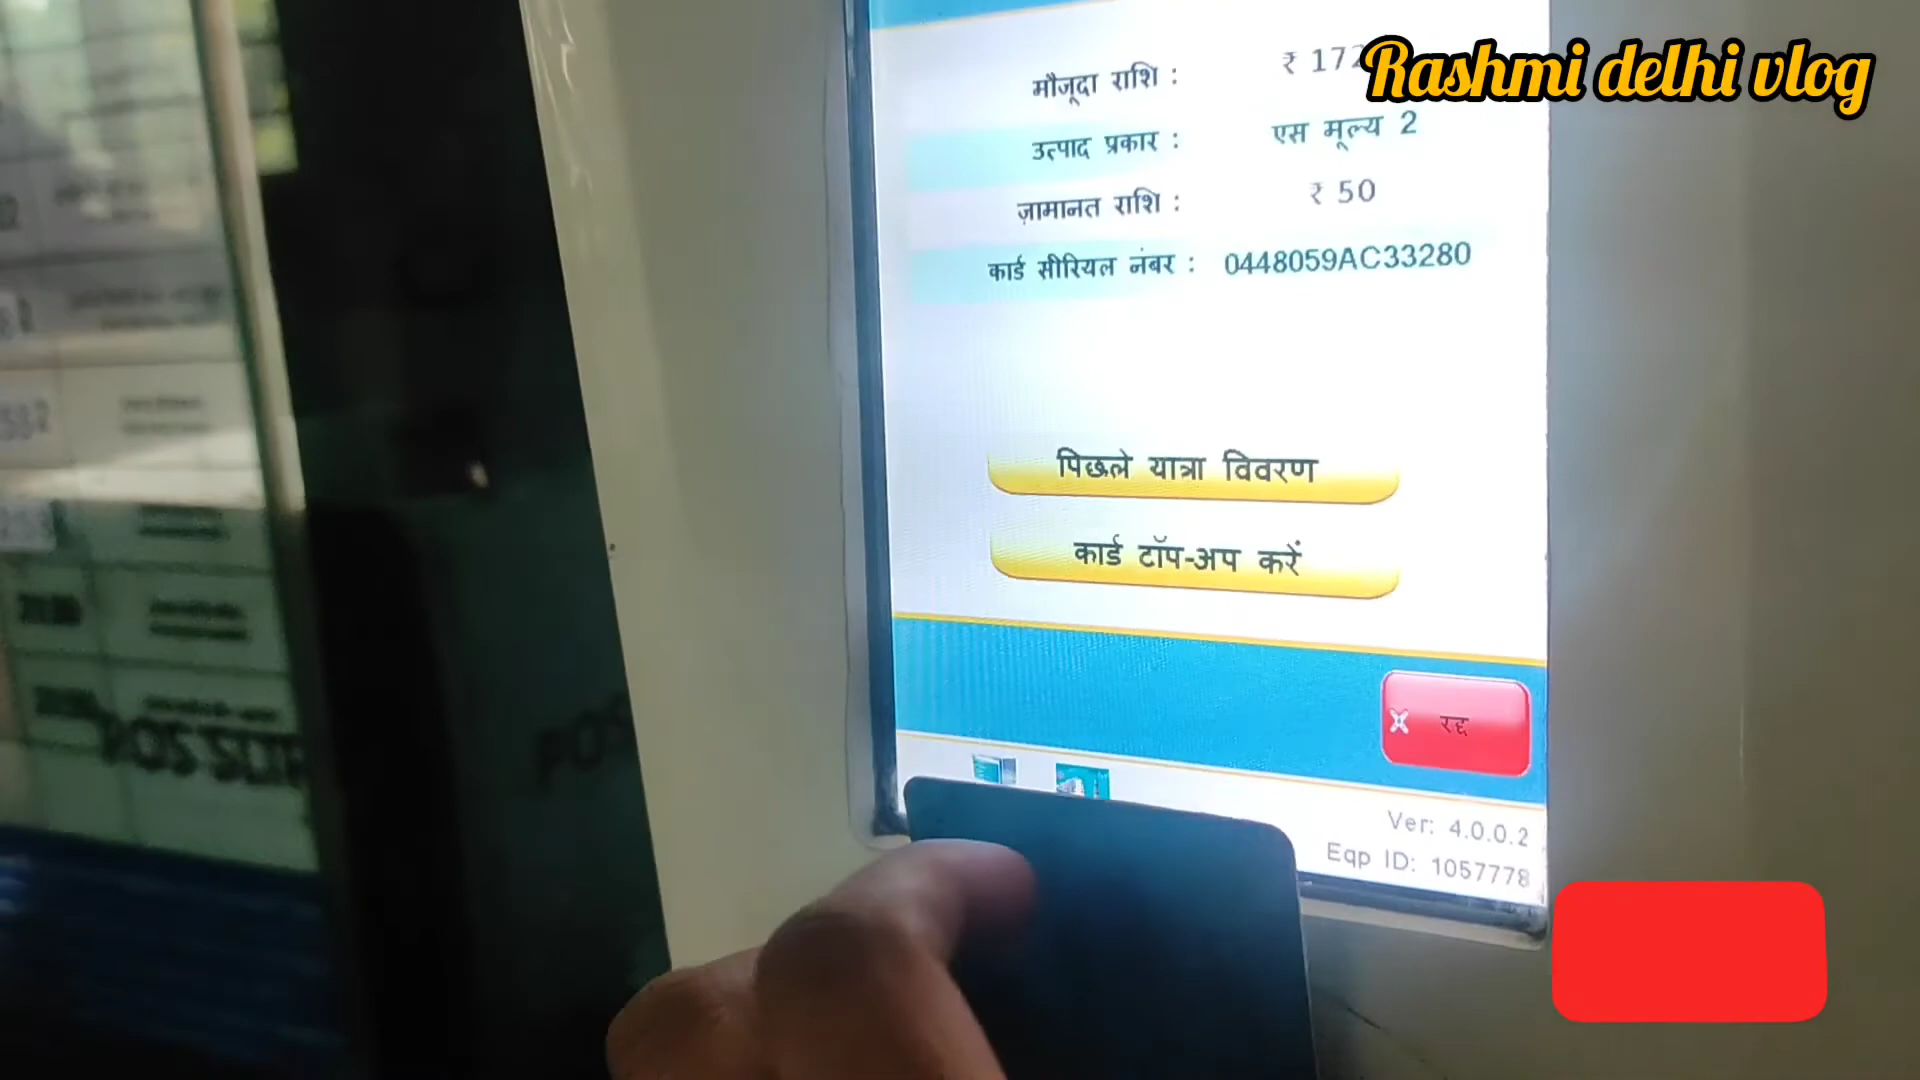 Rashmi delhi vlog
मौजूदा राशि : ₹ 172
उत्पाद प्रकार : एस मूल्य 2
ज़ामानत राशि : ₹ 50
कार्ड सीरियल नंबर : 0448059AC33280
पिछले यात्रा विवरण
कार्ड टॉप-अप करें
रद्द
Ver: 4.0.0.2
Eqp ID: 1057778